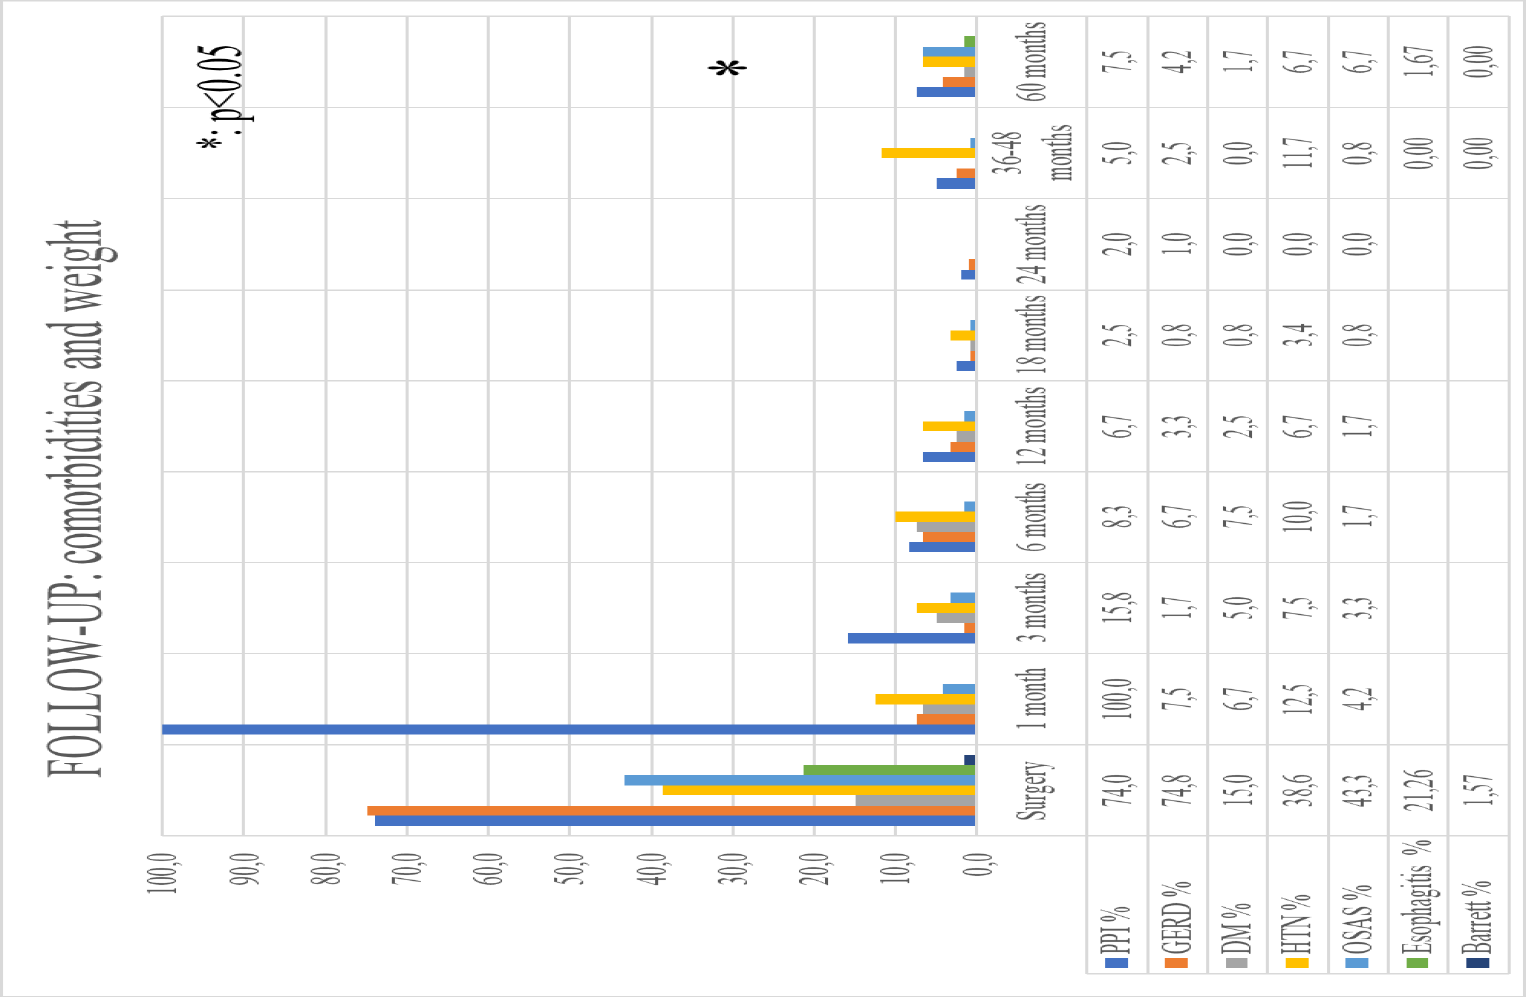 FOLLOW-UP: comorbidities and weight
*: p<0.05
*
100,0
90,0
80,0
70,0
60,0
50,0
40,0
30,0
20,0
10,0
0,0
Surgery 1 month 3 months 6 months 12 months 18 months 24 months 36-48 months 60 months
PPI % 74,0 100,0 15,8 8,3 6,7 2,5 2,0 5,0 7,5
GERD % 74,8 7,5 1,7 6,7 3,3 0,8 1,0 2,5 4,2
DM % 15,0 6,7 5,0 7,5 2,5 0,8 0,0 0,0 1,7
HTN % 38,6 12,5 7,5 10,0 6,7 3,4 0,0 11,7 6,7
OSAS % 43,3 4,2 3,3 1,7 1,7 0,8 0,0 0,8 6,7
Esophagitis % 21,26 0,00 1,67
Barrett % 1,57 0,00 0,00